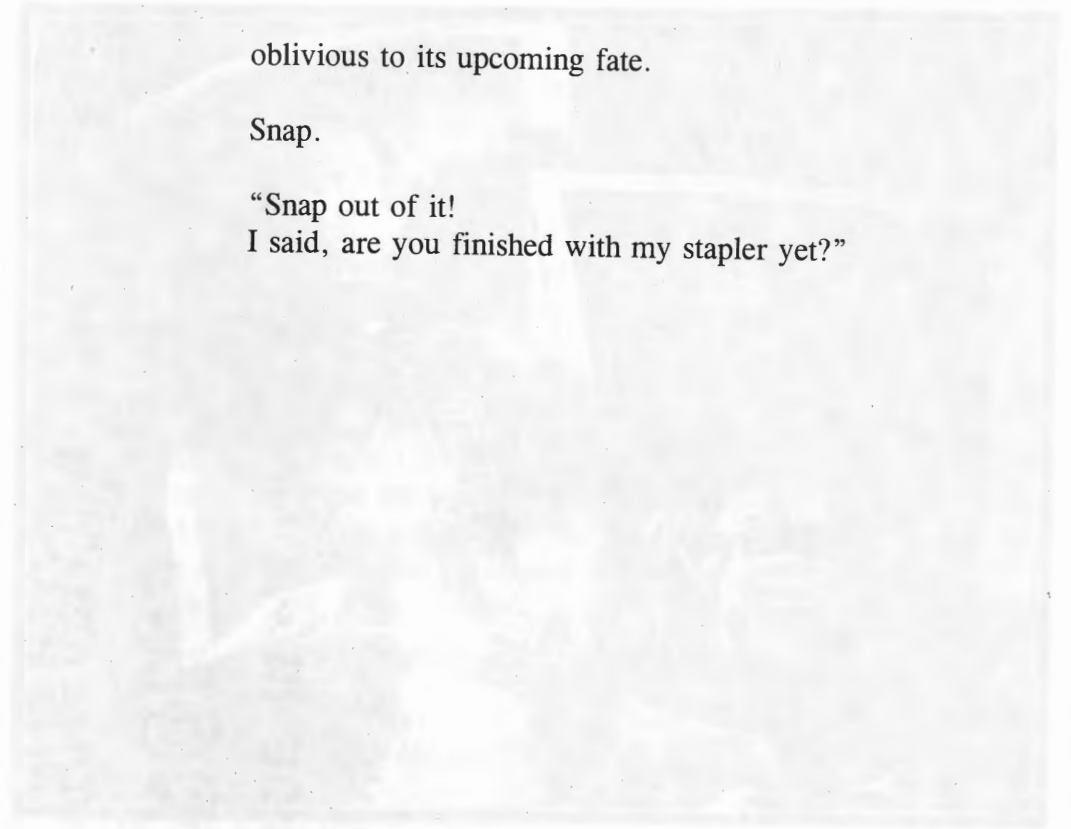 oblivious to its upcoming fate.
Snap.
“Snap out of it!
I said, are you finished with my stapler yet?”